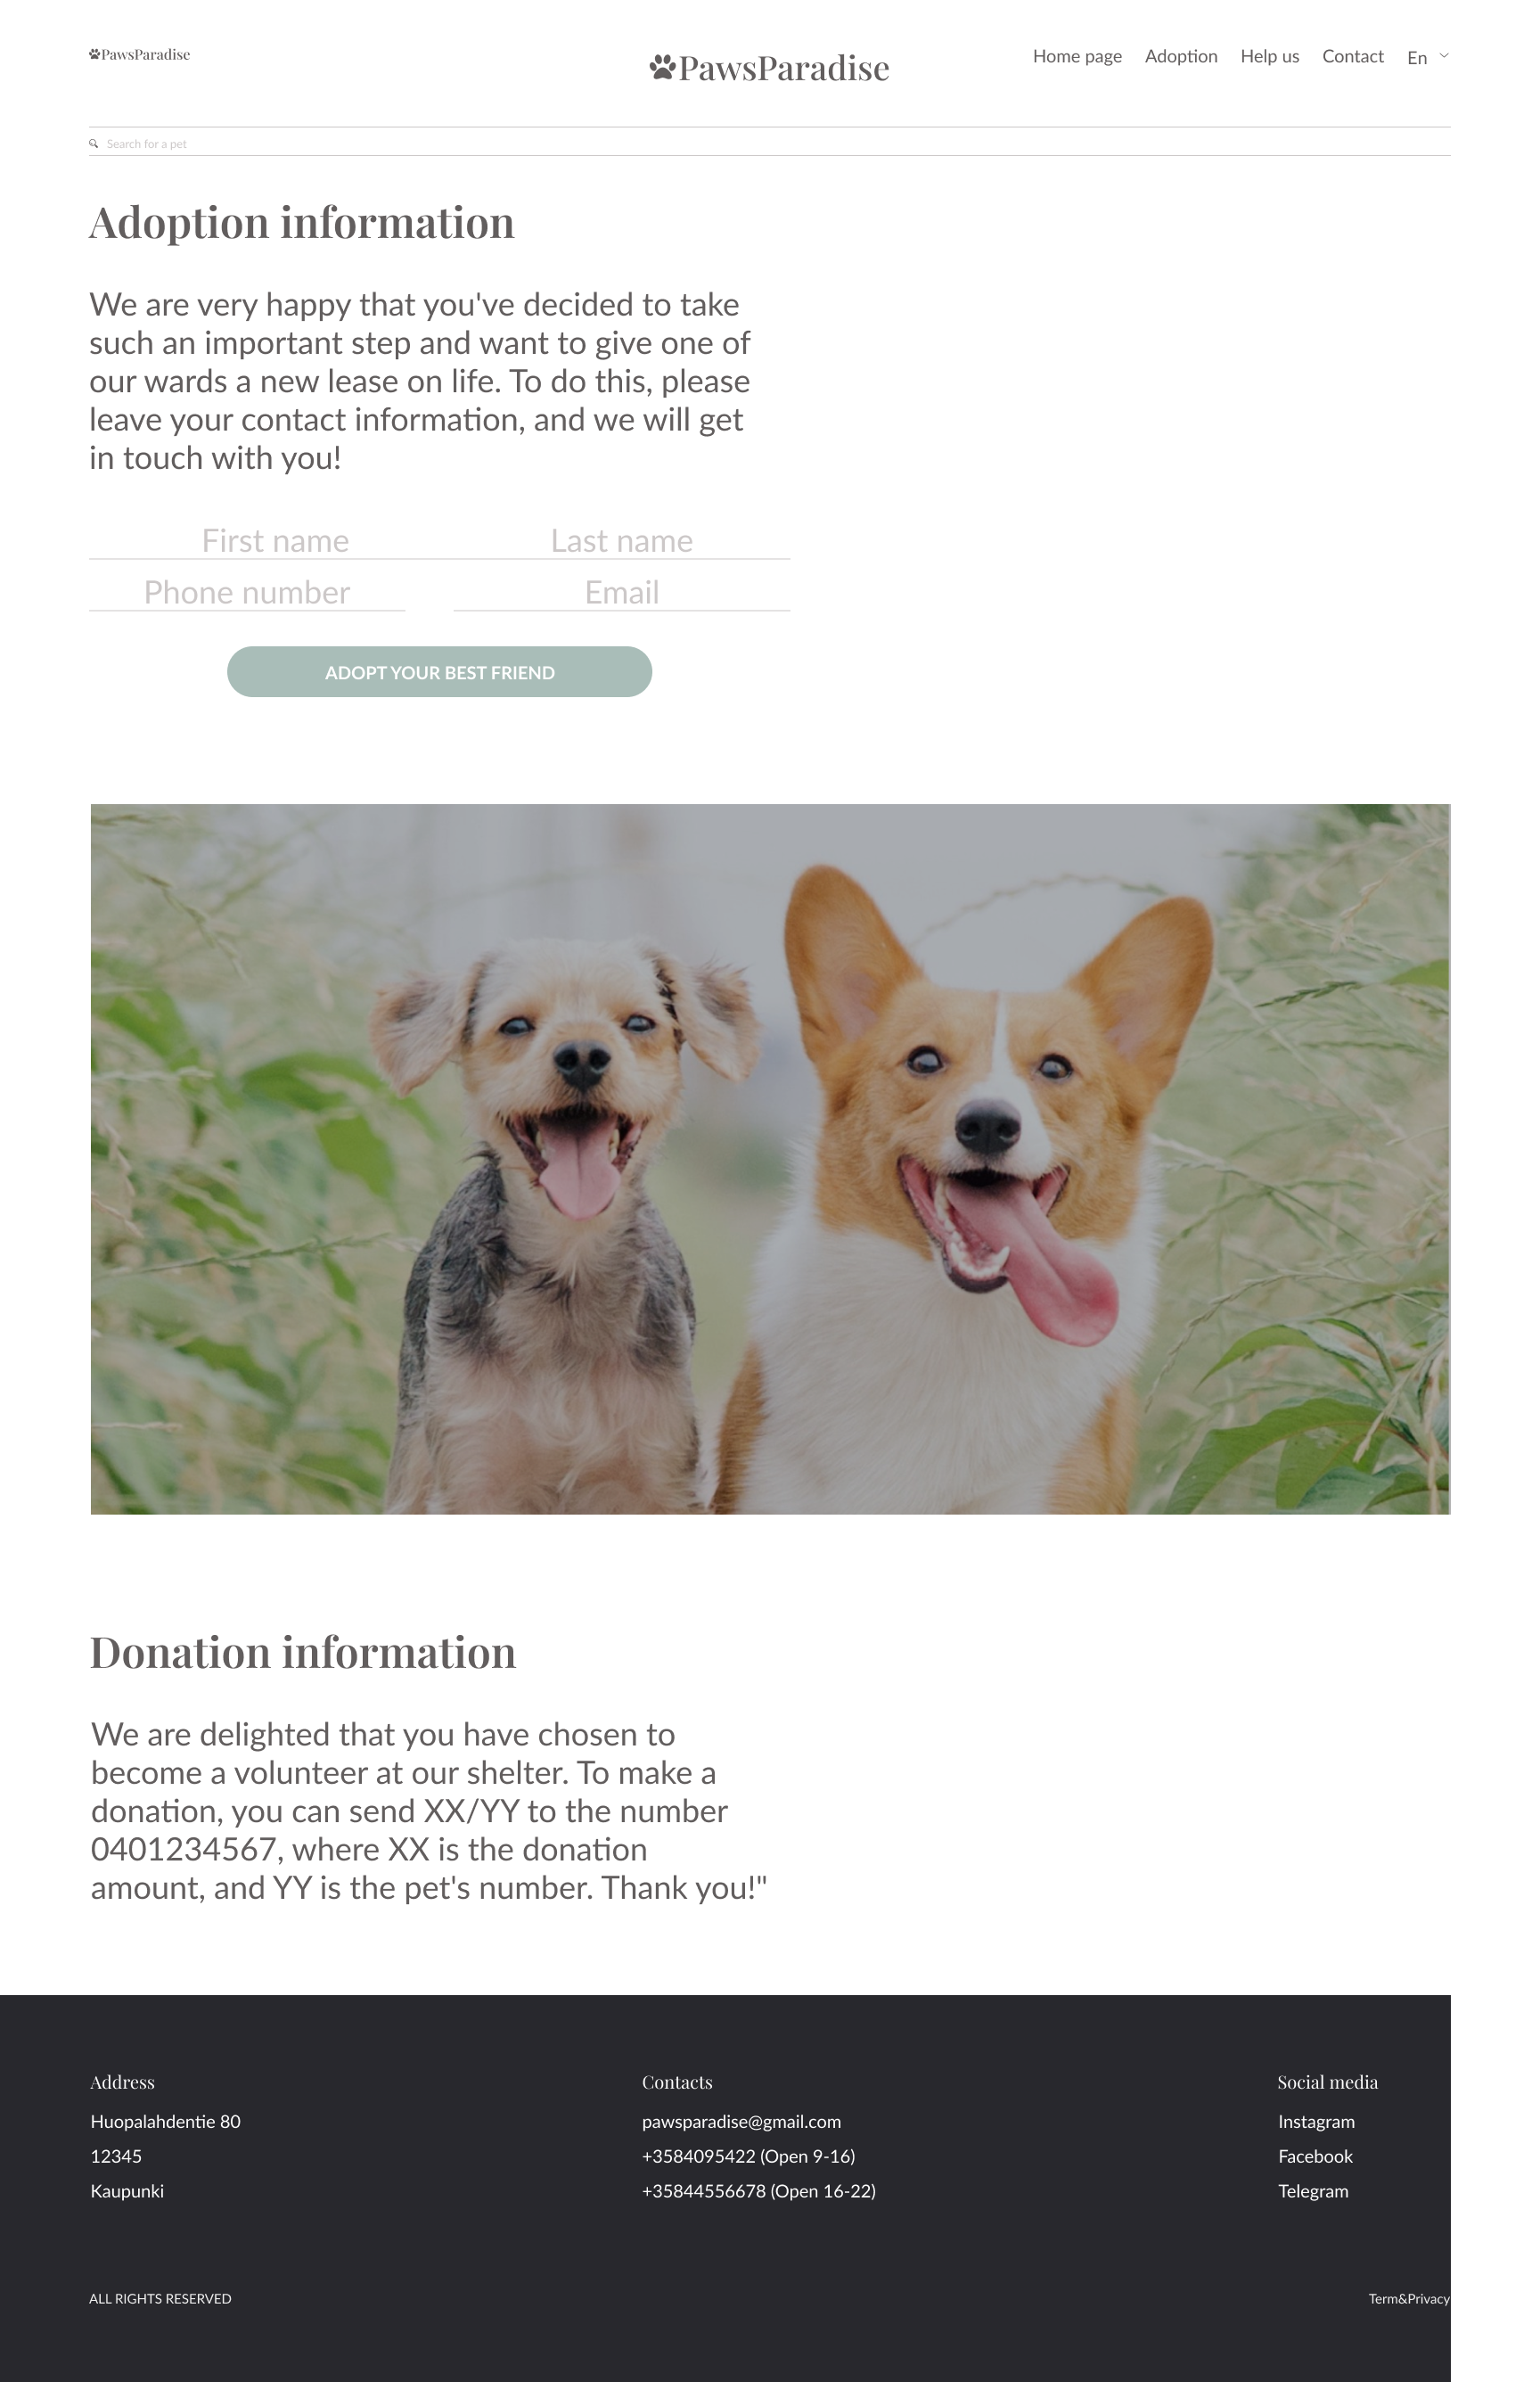 PawsParadise
PawsParadise
Home page Adoption Help us Contact En
Search for a pet
Adoption information
We are very happy that you've decided to take
such an important step and want to give one of
our wards a new lease on life. To do this, please
leave your contact information, and we will get
in touch with you!
First name Last name
Phone number Email
ADOPT YOUR BEST FRIEND
Donation information
We are delighted that you have chosen to
become a volunteer at our shelter. To make a
donation, you can send XX/YY to the number
0401234567, where XX is the donation
amount, and YY is the pet's number. Thank you!"
Address
Huopalahdentie 80
12345
Kaupunki
Contacts
pawsparadise@gmail.com
+3584095422 (Open 9-16)
+35844556678 (Open 16-22)
Social media
Instagram
Facebook
Telegram
ALL RIGHTS RESERVED
Term&Privacy